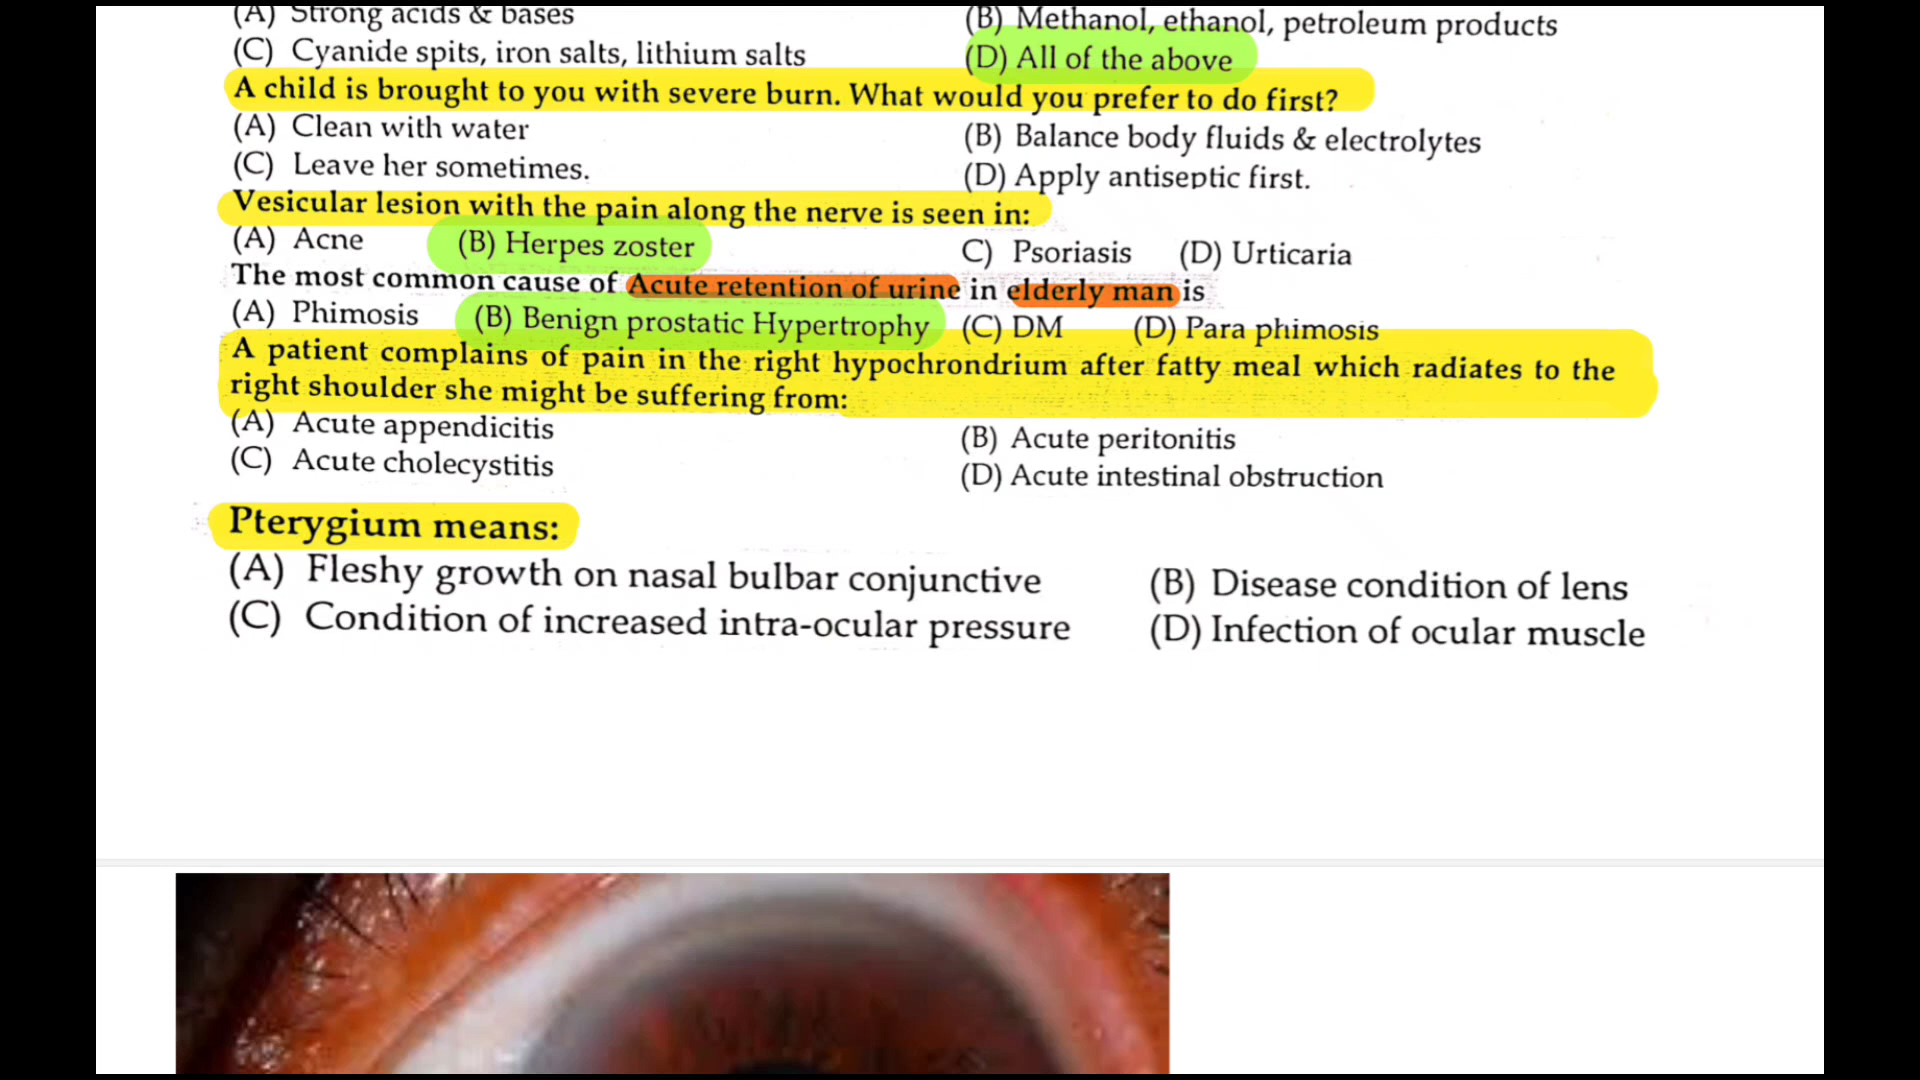 (A) Strong acids & bases (B) Methanol, ethanol, petroleum products
(C) Cyanide spits, iron salts, lithium salts (D) All of the above
A child is brought to you with severe burn. What would you prefer to do first?
(A) Clean with water (B) Balance body fluids & electrolytes
(C) Leave her sometimes. (D) Apply antiseptic first.
Vesicular lesion with the pain along the nerve is seen in:
(A) Acne (B) Herpes zoster C) Psoriasis (D) Urticaria
The most common cause of Acute retention of urine in elderly man is
(A) Phimosis (B) Benign prostatic Hypertrophy (C) DM (D) Para phimosis
A patient complains of pain in the right hypochrondrium after fatty meal which radiates to the
right shoulder she might be suffering from:
(A) Acute appendicitis (B) Acute peritonitis
(C) Acute cholecystitis (D) Acute intestinal obstruction
Pterygium means:
(A) Fleshy growth on nasal bulbar conjunctive (B) Disease condition of lens
(C) Condition of increased intra-ocular pressure (D) Infection of ocular muscle